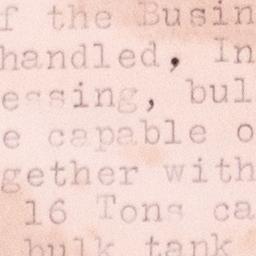 f the Busin
handled, In
essing, bul
e capable o
gether with
16 Tons ca
bulk tank